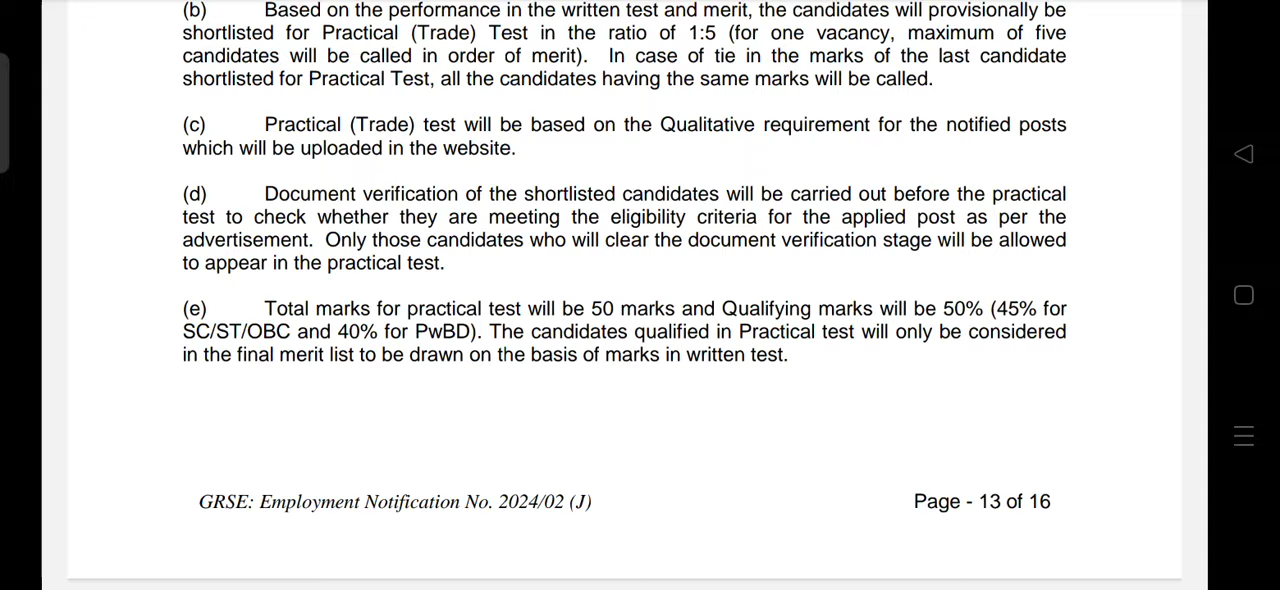 (b) Based on the performance in the written test and merit, the candidates will provisionally be
shortlisted for Practical (Trade) Test in the ratio of 1:5 (for one vacancy, maximum of five
candidates will be called in order of merit). In case of tie in the marks of the last candidate
shortlisted for Practical Test, all the candidates having the same marks will be called.
(c) Practical (Trade) test will be based on the Qualitative requirement for the notified posts
which will be uploaded in the website.
(d) Document verification of the shortlisted candidates will be carried out before the practical
test to check whether they are meeting the eligibility criteria for the applied post as per the
advertisement. Only those candidates who will clear the document verification stage will be allowed
to appear in the practical test.
(e) Total marks for practical test will be 50 marks and Qualifying marks will be 50% (45% for
SC/ST/OBC and 40% for PwBD). The candidates qualified in Practical test will only be considered
in the final merit list to be drawn on the basis of marks in written test.
GRSE: Employment Notification No. 2024/02 (J)
Page - 13 of 16